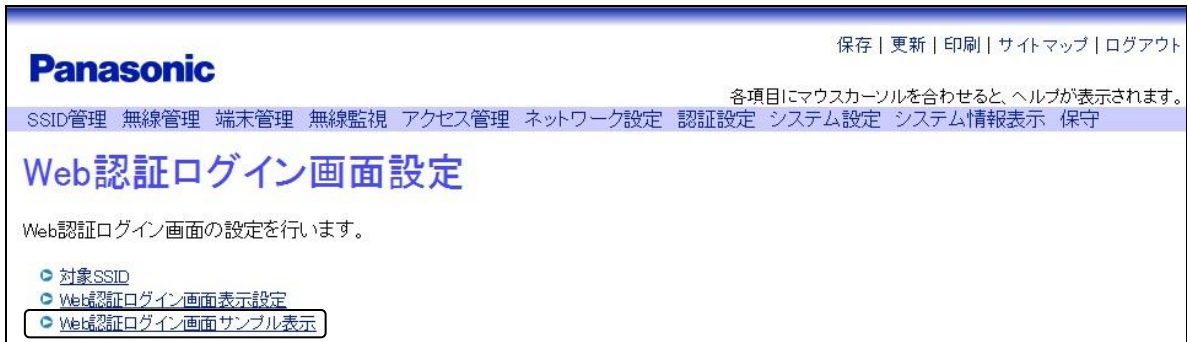 保存 | 更新 | 印刷 | サイトマップ | ログアウト
Panasonic
各項目にマウスカーソルを合わせると、ヘルプが表示されます。
SSID管理 無線管理 端末管理 無線監視 アクセス管理 ネットワーク設定 認証設定 システム設定 システム情報表示 保守
Web認証ログイン画面設定
Web認証ログイン画面の設定を行います。
対象SSID
Web認証ログイン画面表示設定
Web認証ログイン画面サンプル表示